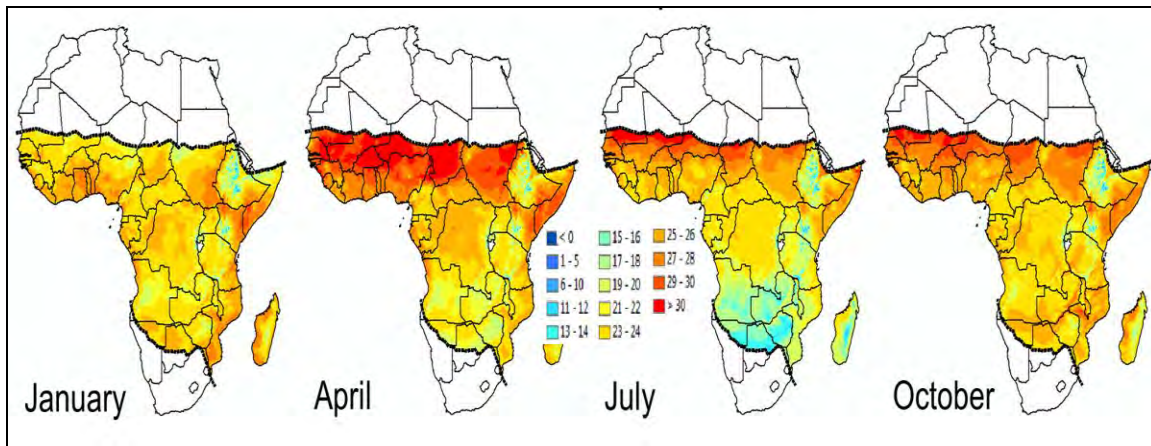 < 0
1 - 5
6 - 10
11 - 12
13 - 14
15 - 16
17 - 18
19 - 20
21 - 22
23 - 24
25 - 26
27 - 28
29 - 30
> 30
January
April
July
October